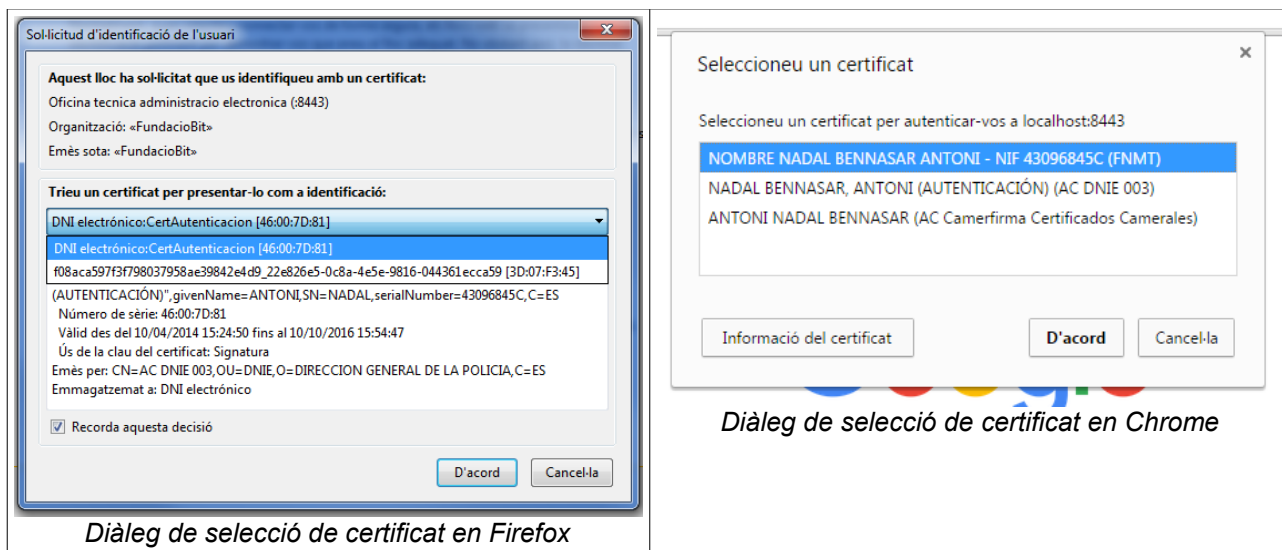 Sol·licitud d'identificació de l'usuari
Aquest lloc ha sol·licitat que us identifiqueu amb un certificat:
Oficina tecnica administracio electronica (:8443)
Organització: «FundacioBit»
Emès sota: «FundacioBit»
Trieu un certificat per presentar-lo com a identificació:
DNI electrónico:CertAutenticacion [46:00:7D:81]
DNI electrónico:CertAutenticacion [46:00:7D:81]
f08aca597f3f798037958ae39842e4d9_22e826e5-0c8a-4e5e-9816-044361ecca59 [3D:07:F3:45]
(AUTENTICACIÓN)",givenName=ANTONI,SN=NADAL,serialNumber=43096845C,C=ES
Número de sèrie: 46:00:7D:81
Vàlid des del 10/04/2014 15:24:50 fins al 10/10/2016 15:54:47
Ús de la clau del certificat: Signatura
Emès per: CN=AC DNIE 003,OU=DNIE,O=DIRECCION GENERAL DE LA POLICIA,C=ES
Emmagatzemat a: DNI electrónico
Recorda aquesta decisió
D'acord Cancel·la
Diàleg de selecció de certificat en Firefox
Seleccioneu un certificat
Seleccioneu un certificat per autenticar-vos a localhost:8443
NOMBRE NADAL BENNASAR ANTONI - NIF 43096845C (FNMT)
NADAL BENNASAR, ANTONI (AUTENTICACIÓN) (AC DNIE 003)
ANTONI NADAL BENNASAR (AC Camerfirma Certificados Camerales)
Informació del certificat D'acord Cancel·la
Diàleg de selecció de certificat en Chrome